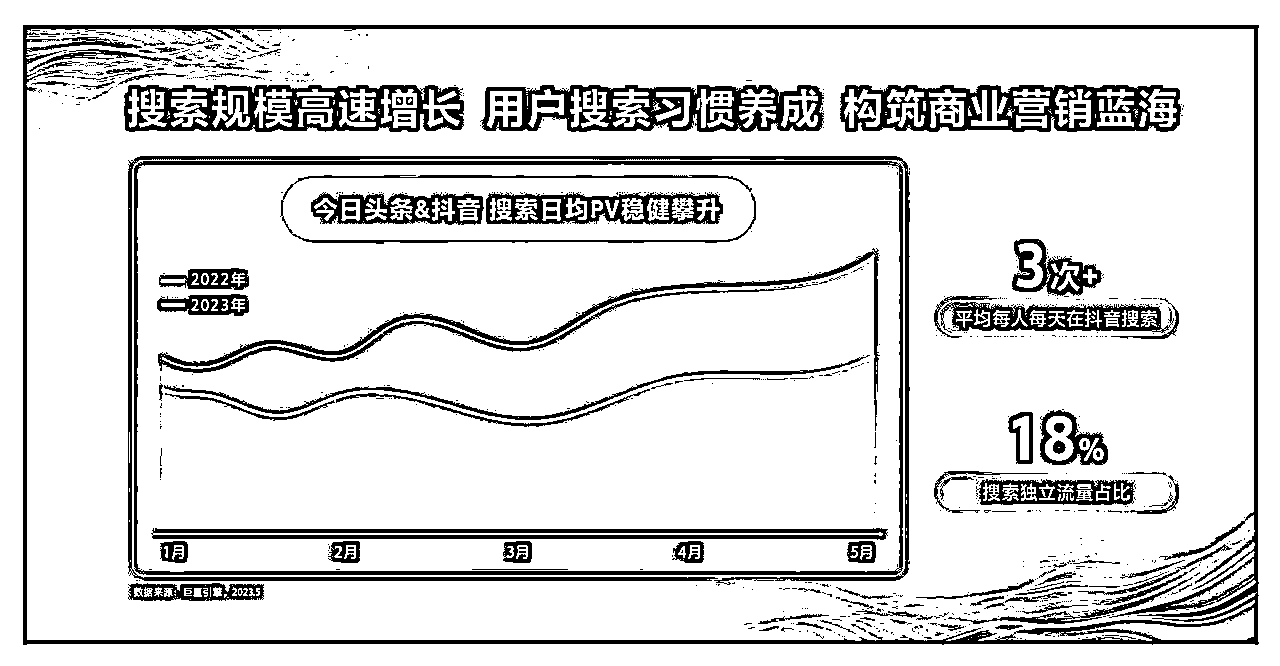 搜索规模高速增长 用户搜索习惯养成 构筑商业营销蓝海
今日头条&抖音 搜索日均PV稳健攀升
2022年
2023年
3次+
平均每人每天在抖音搜索
18%
搜索独立流量占比
1月 2月 3月 4月 5月
数据来源：巨量引擎，2023.5